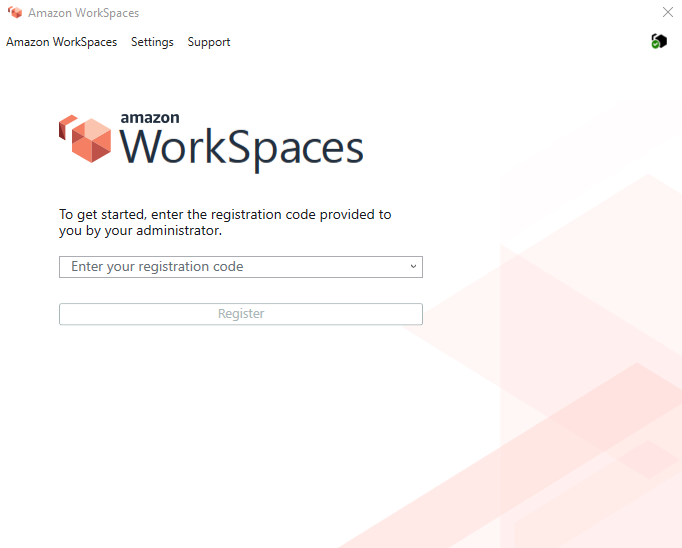 Amazon WorkSpaces
Amazon WorkSpaces Settings Support
amazon
WorkSpaces
To get started, enter the registration code provided to
you by your administrator.
Enter your registration code
Register